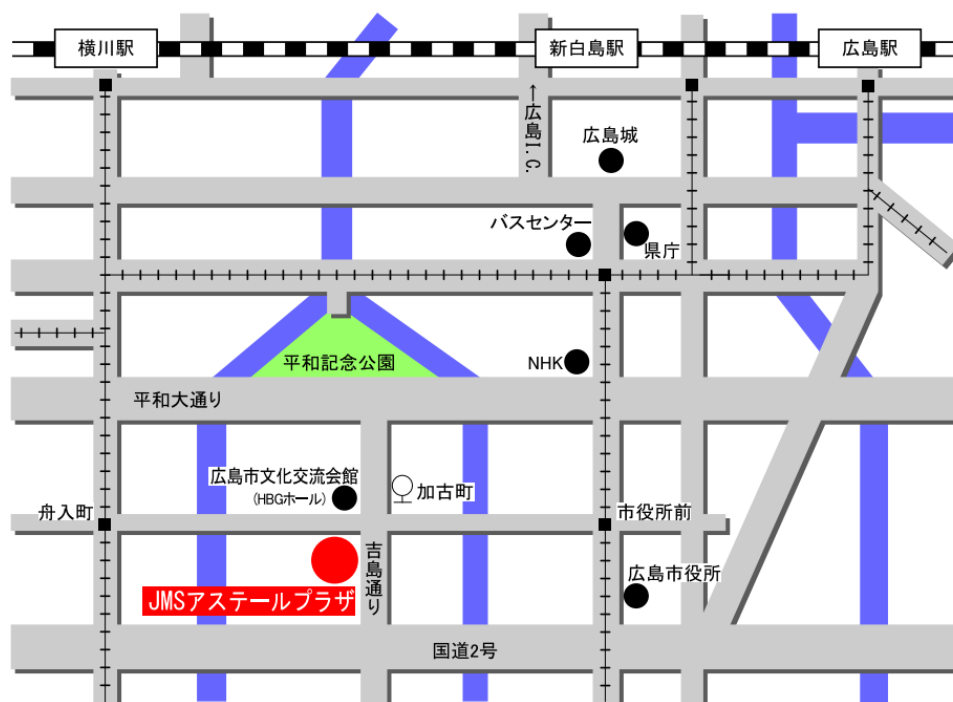 横川駅
新白島駅
広島駅
←広島I.C.
広島城
バスセンター
県庁
平和記念公園
NHK
平和大通り
広島市文化交流会館
(HBGホール)
加古町
舟入町
市役所前
吉島通り
広島市役所
JMSアステールプラザ
国道2号